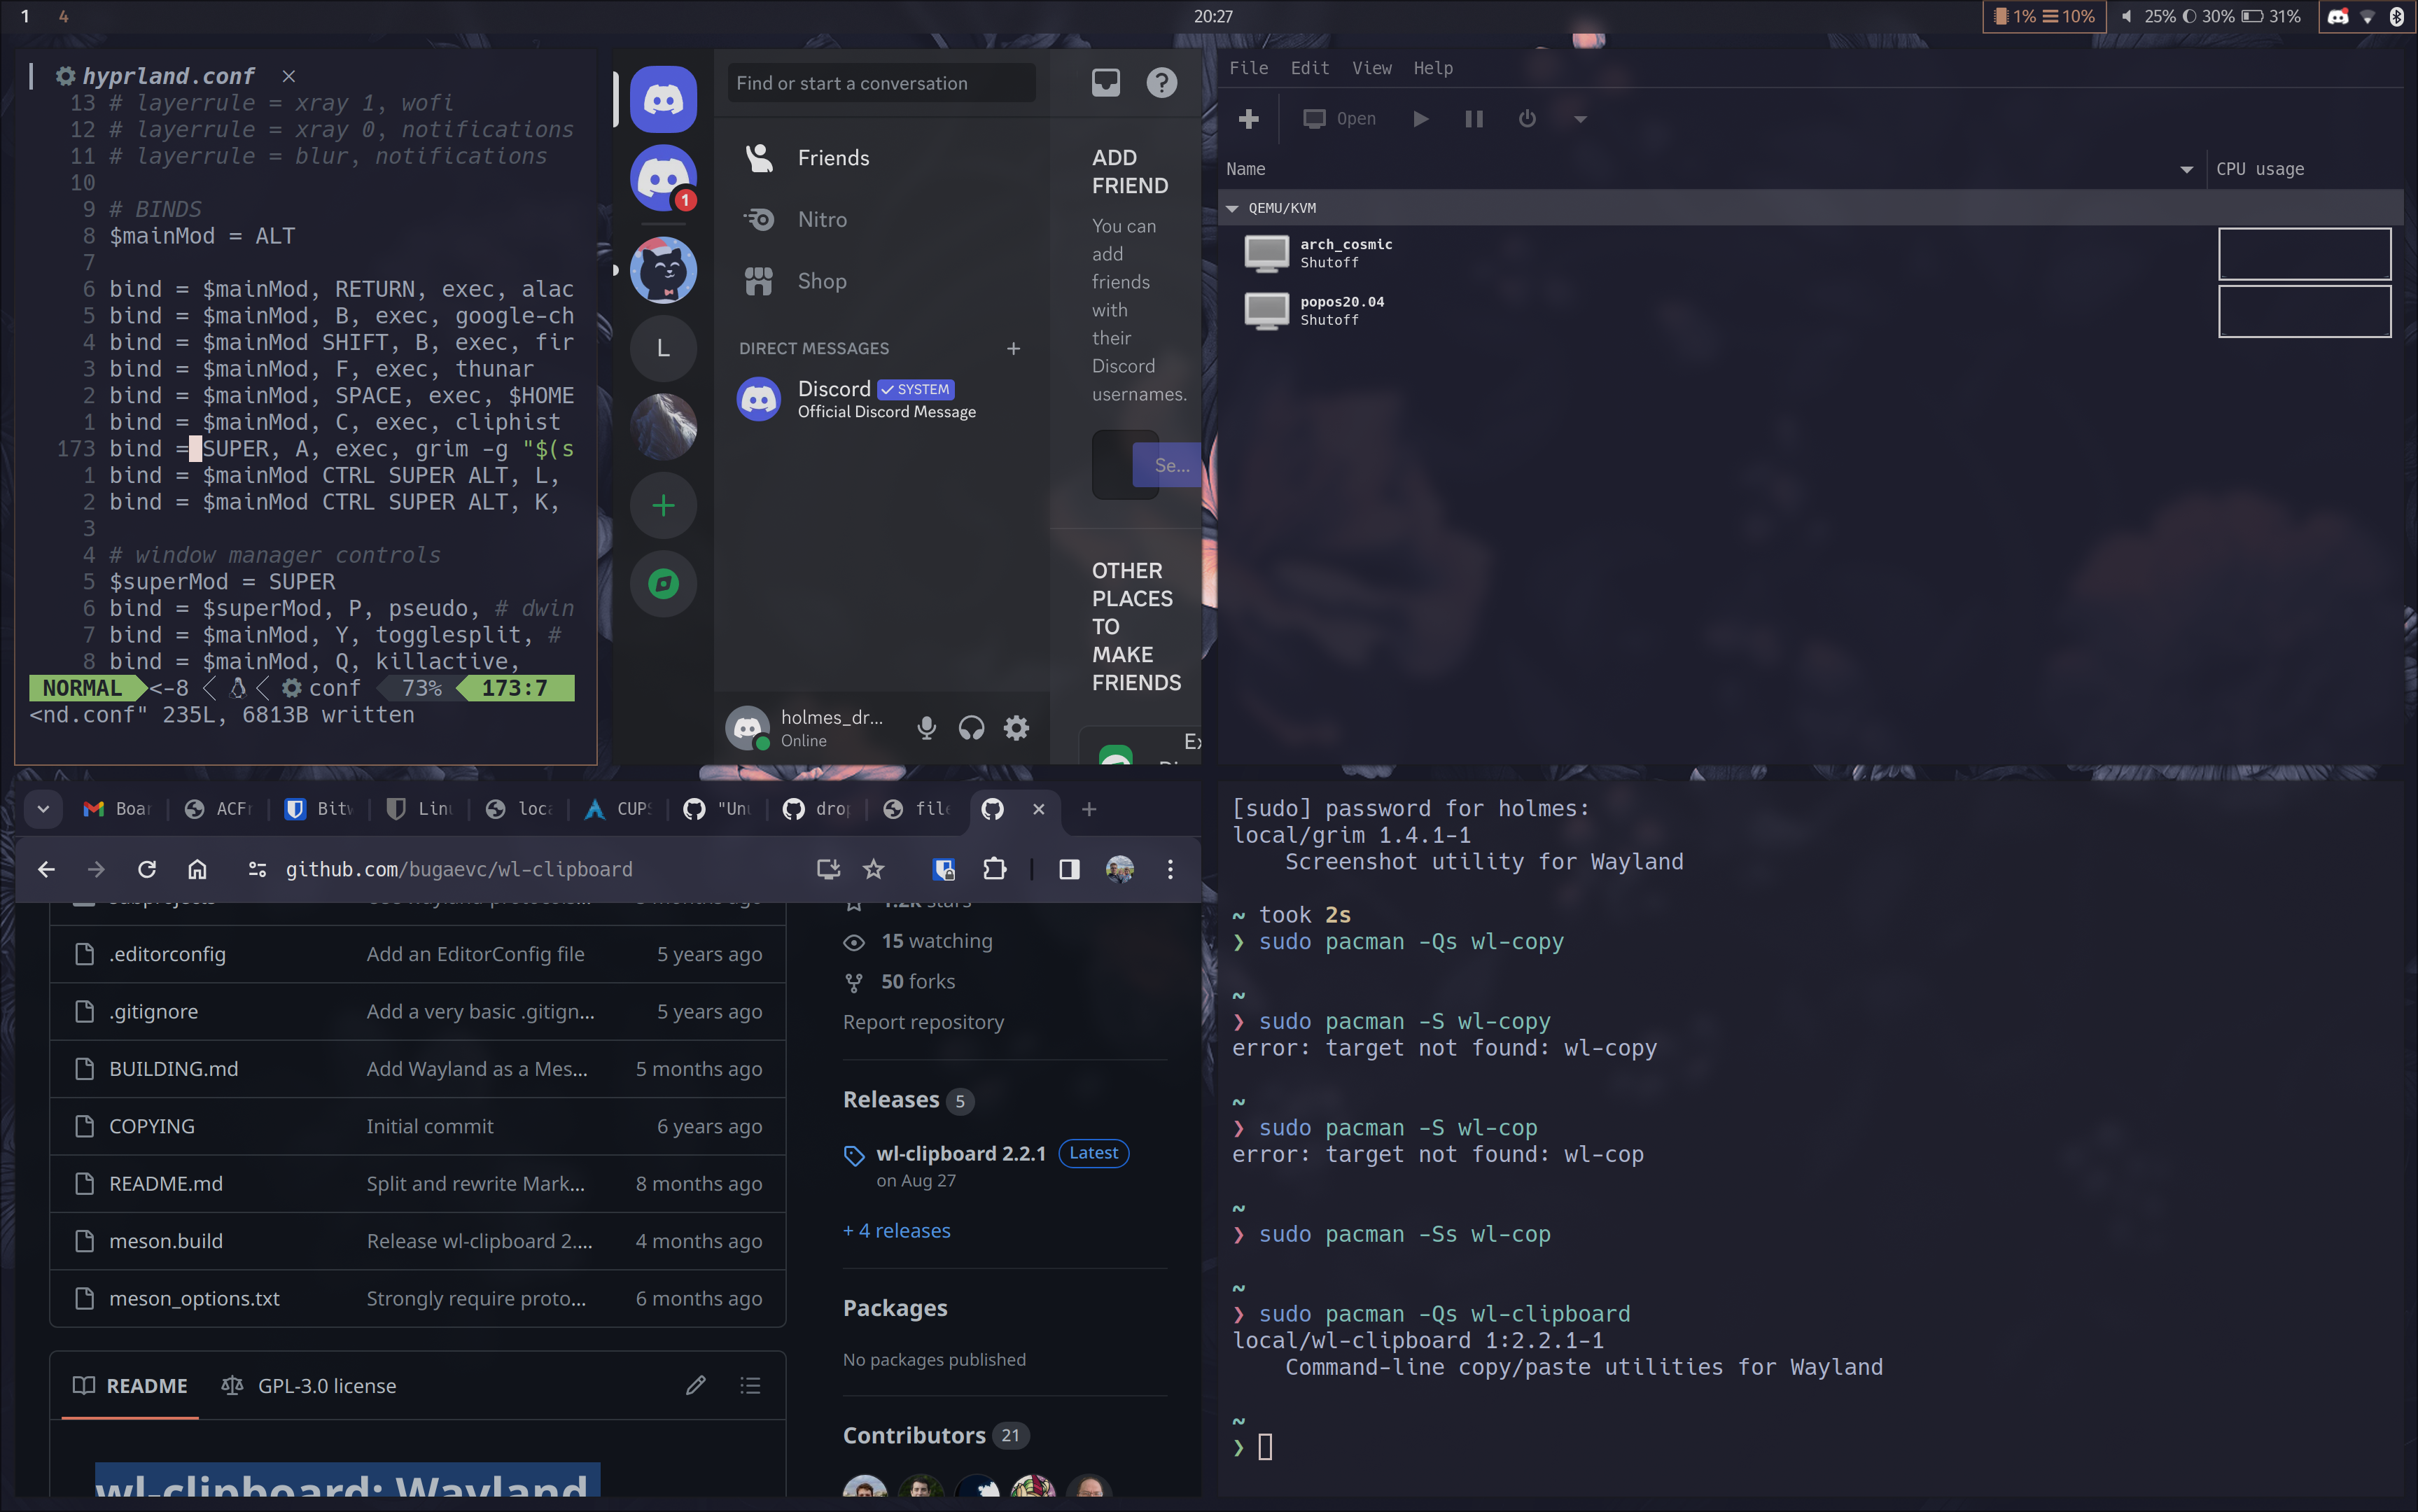 1 4
20:27
1% 10% 25% 30% 31%
hyprland.conf ×
13 # layerrule = xray 1, wofi
12 # layerrule = xray 0, notifications
11 # layerrule = blur, notifications
10
9 # BINDS
8 $mainMod = ALT
7
6 bind = $mainMod, RETURN, exec, alac
5 bind = $mainMod, B, exec, google-ch
4 bind = $mainMod SHIFT, B, exec, fir
3 bind = $mainMod, F, exec, thunar
2 bind = $mainMod, SPACE, exec, $HOME
1 bind = $mainMod, C, exec, cliphist
173 bind = SUPER, A, exec, grim -g "$(s
1 bind = $mainMod CTRL SUPER ALT, L,
2 bind = $mainMod CTRL SUPER ALT, K,
3
4 # window manager controls
5 $superMod = SUPER
6 bind = $superMod, P, pseudo, # dwin
7 bind = $mainMod, Y, togglesplit, #
8 bind = $mainMod, Q, killactive,
NORMAL <-8 conf 73% 173:7
<nd.conf" 235L, 6813B written
1
L
Find or start a conversation
Friends
Nitro
Shop
DIRECT MESSAGES +
Discord SYSTEM
Official Discord Message
holmes_dr...
Online
?
ADD
FRIEND
You can
add
friends
with
their
Discord
usernames.
Se...
OTHER
PLACES
TO
MAKE
FRIENDS
Ex
File Edit View Help
Open
Name CPU usage
QEMU/KVM
arch_cosmic
Shutoff
popos20.04
Shutoff
Boar ACF Bitw Linu loca CUPS "Unu drop file × +
github.com/bugaevc/wl-clipboard
.editorconfig Add an EditorConfig file 5 years ago
.gitignore Add a very basic .gitign... 5 years ago
BUILDING.md Add Wayland as a Mes... 5 months ago
COPYING Initial commit 6 years ago
README.md Split and rewrite Mark... 8 months ago
meson.build Release wl-clipboard 2.... 4 months ago
meson_options.txt Strongly require proto... 6 months ago
README GPL-3.0 license
wl-clipboard: Wayland
1.2k stars
15 watching
50 forks
Report repository
Releases 5
wl-clipboard 2.2.1 Latest
on Aug 27
+ 4 releases
Packages
No packages published
Contributors 21
[sudo] password for holmes:
local/grim 1.4.1-1
Screenshot utility for Wayland
~ took 2s
❯ sudo pacman -Qs wl-copy
~
❯ sudo pacman -S wl-copy
error: target not found: wl-copy
~
❯ sudo pacman -S wl-cop
error: target not found: wl-cop
~
❯ sudo pacman -Ss wl-cop
~
❯ sudo pacman -Qs wl-clipboard
local/wl-clipboard 1:2.2.1-1
Command-line copy/paste utilities for Wayland
~
❯